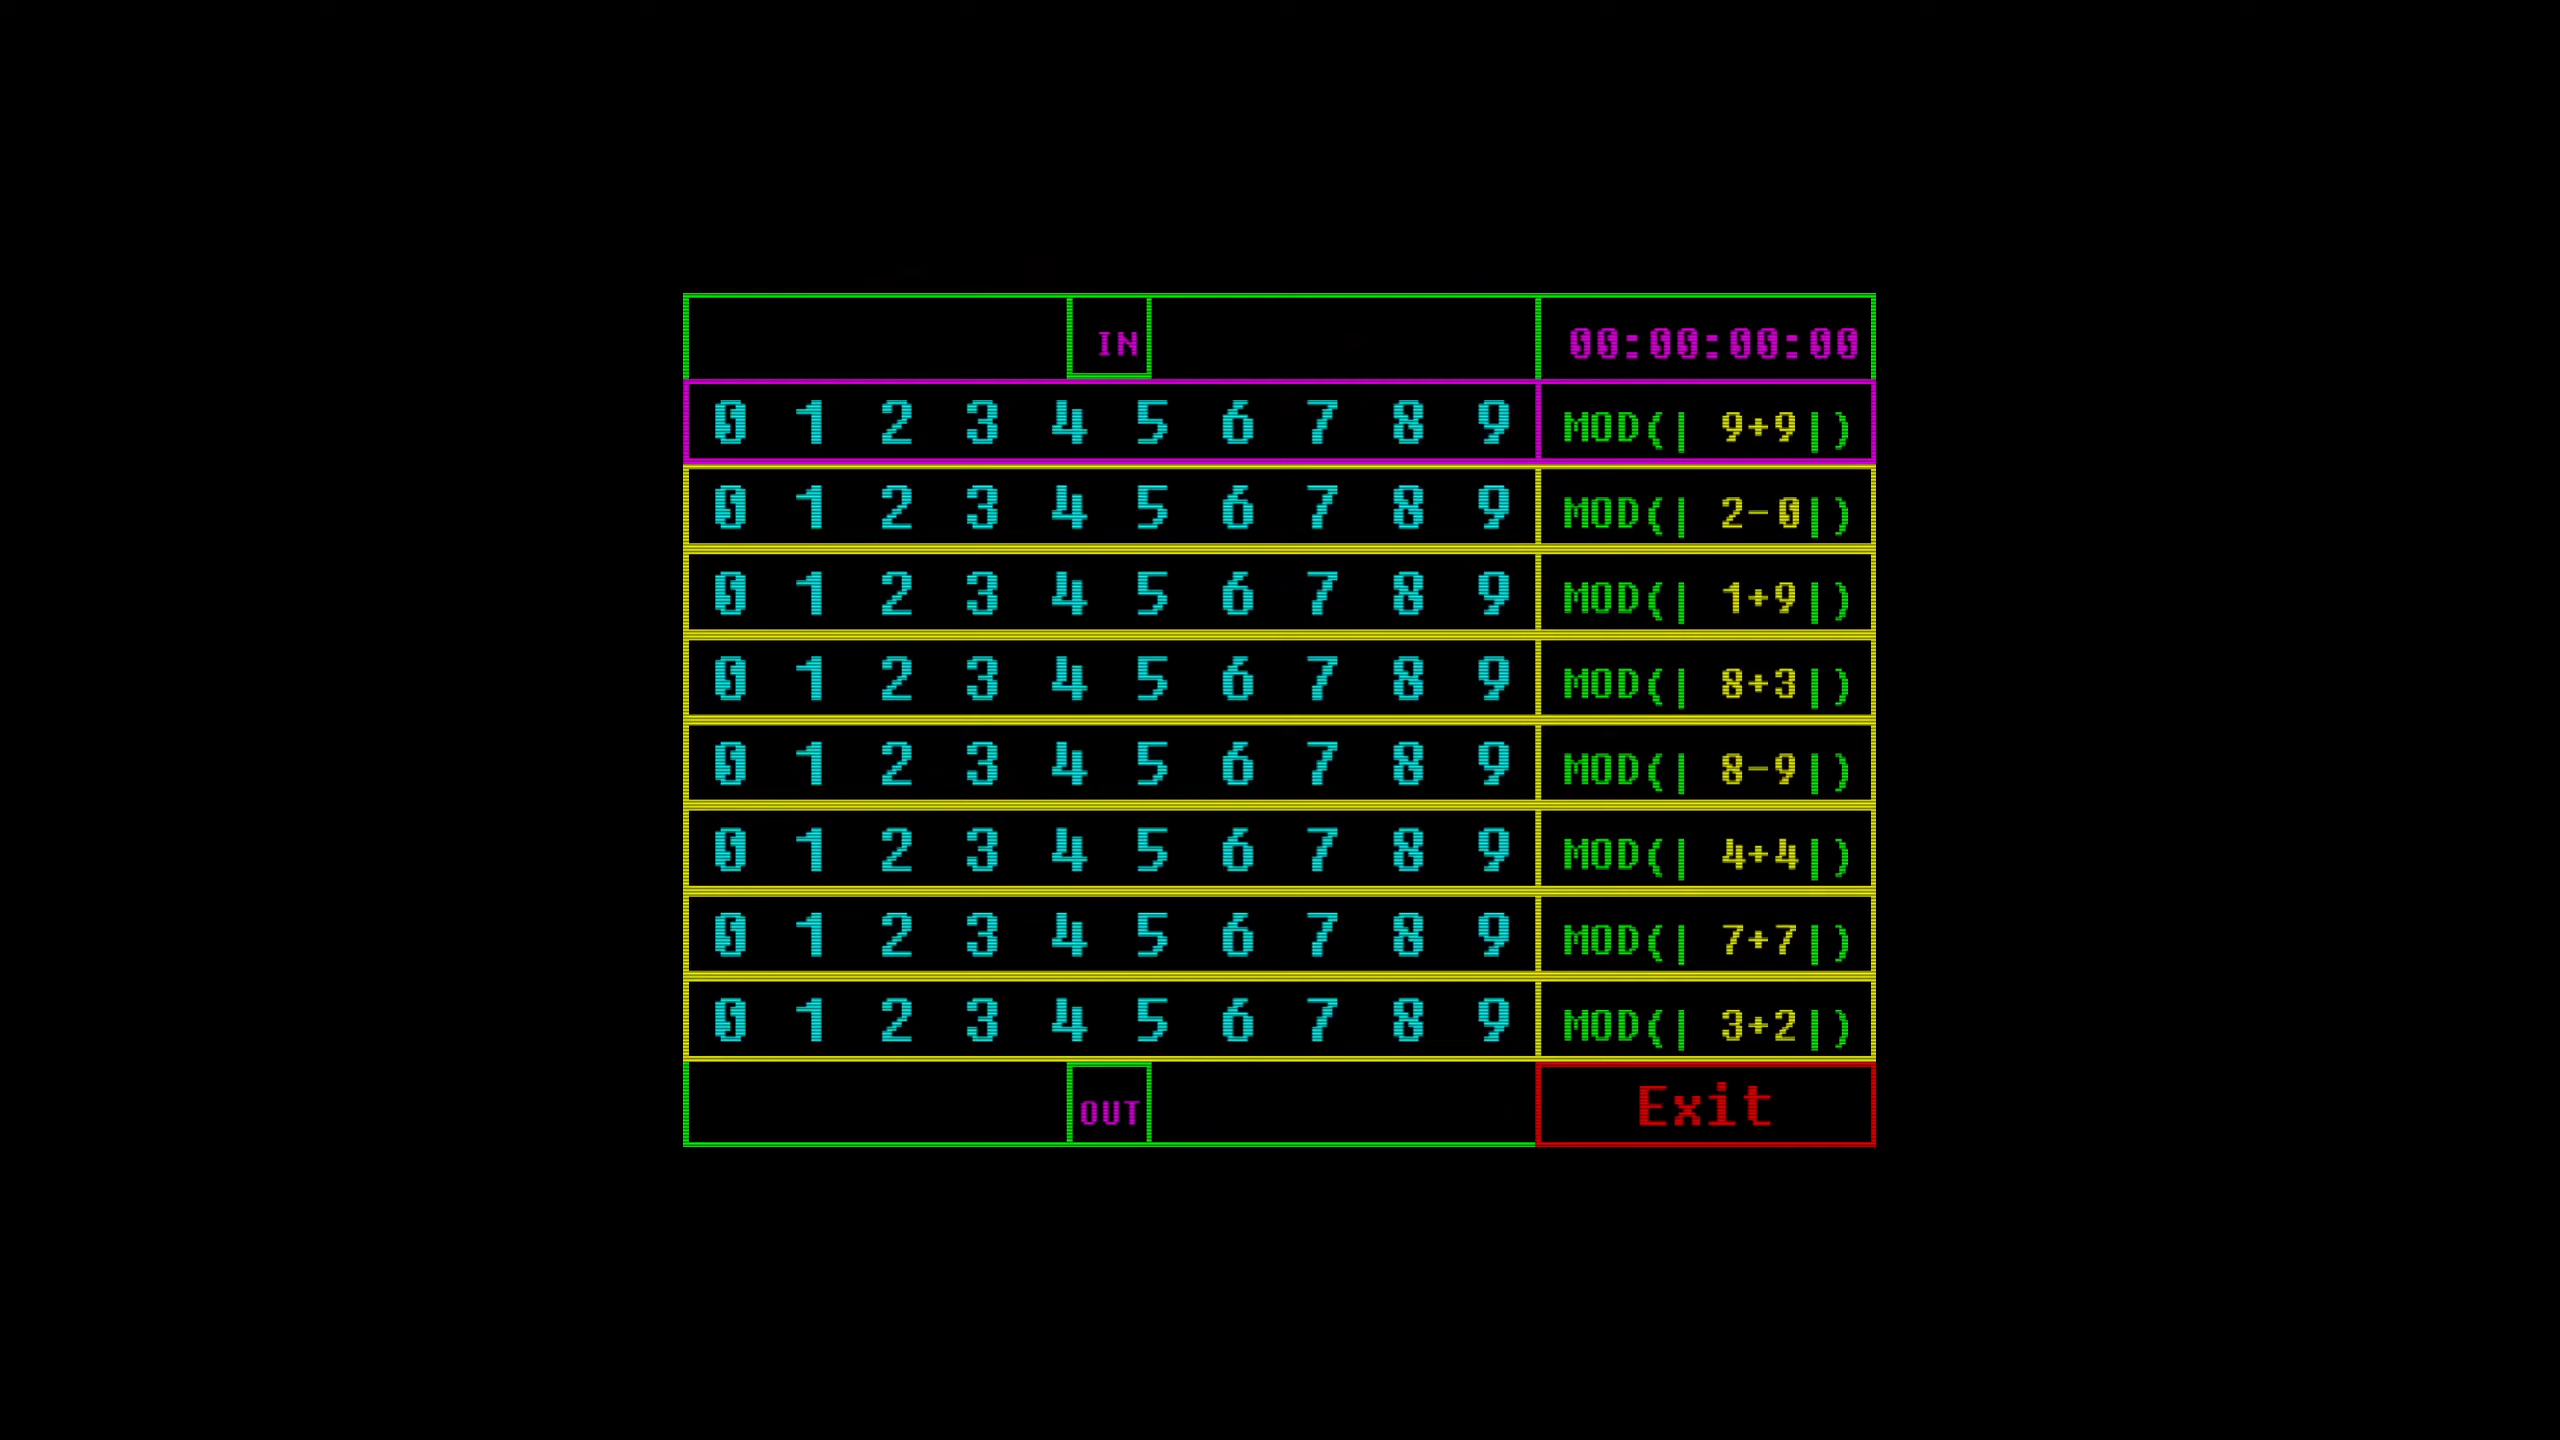 IN 00:00:00:00
0 1 2 3 4 5 6 7 8 9 MOD(| 9+9|)
0 1 2 3 4 5 6 7 8 9 MOD(| 2-0|)
0 1 2 3 4 5 6 7 8 9 MOD(| 1+9|)
0 1 2 3 4 5 6 7 8 9 MOD(| 8+3|)
0 1 2 3 4 5 6 7 8 9 MOD(| 8-9|)
0 1 2 3 4 5 6 7 8 9 MOD(| 4+4|)
0 1 2 3 4 5 6 7 8 9 MOD(| 7+7|)
0 1 2 3 4 5 6 7 8 9 MOD(| 3+2|)
OUT Exit